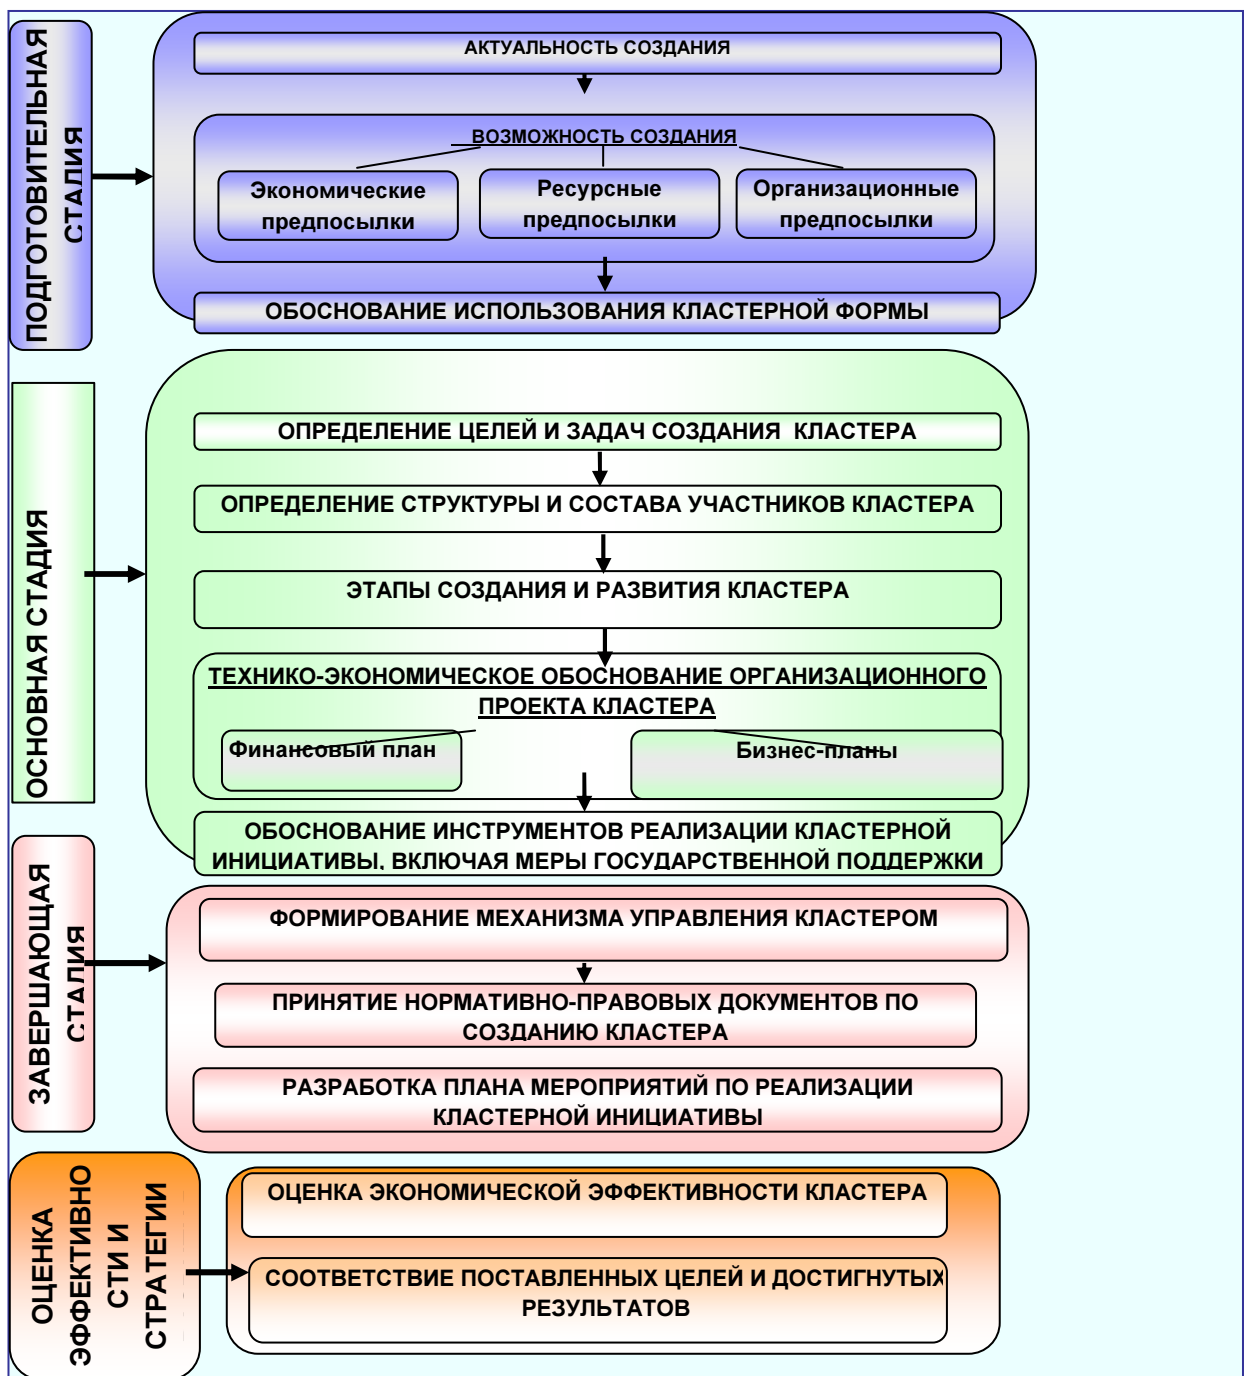 ПОДГОТОВИТЕЛЬНАЯ
СТАДИЯ
АКТУАЛЬНОСТЬ СОЗДАНИЯ
ВОЗМОЖНОСТЬ СОЗДАНИЯ
Экономические
предпосылки
Ресурсные
предпосылки
Организационные
предпосылки
ОБОСНОВАНИЕ ИСПОЛЬЗОВАНИЯ КЛАСТЕРНОЙ ФОРМЫ
ОСНОВНАЯ СТАДИЯ
ОПРЕДЕЛЕНИЕ ЦЕЛЕЙ И ЗАДАЧ СОЗДАНИЯ КЛАСТЕРА
ОПРЕДЕЛЕНИЕ СТРУКТУРЫ И СОСТАВА УЧАСТНИКОВ КЛАСТЕРА
ЭТАПЫ СОЗДАНИЯ И РАЗВИТИЯ КЛАСТЕРА
ТЕХНИКО-ЭКОНОМИЧЕСКОЕ ОБОСНОВАНИЕ ОРГАНИЗАЦИОННОГО
ПРОЕКТА КЛАСТЕРА
Финансовый план
Бизнес-планы
ОБОСНОВАНИЕ ИНСТРУМЕНТОВ РЕАЛИЗАЦИИ КЛАСТЕРНОЙ
ИНИЦИАТИВЫ, ВКЛЮЧАЯ МЕРЫ ГОСУДАРСТВЕННОЙ ПОДДЕРЖКИ
ЗАВЕРШАЮЩАЯ
СТАДИЯ
ФОРМИРОВАНИЕ МЕХАНИЗМА УПРАВЛЕНИЯ КЛАСТЕРОМ
ПРИНЯТИЕ НОРМАТИВНО-ПРАВОВЫХ ДОКУМЕНТОВ ПО
СОЗДАНИЮ КЛАСТЕРА
РАЗРАБОТКА ПЛАНА МЕРОПРИЯТИЙ ПО РЕАЛИЗАЦИИ
КЛАСТЕРНОЙ ИНИЦИАТИВЫ
ОЦЕНКА
ЭФФЕКТИВНО
СТИ И
СТРАТЕГИИ
ОЦЕНКА ЭКОНОМИЧЕСКОЙ ЭФФЕКТИВНОСТИ КЛАСТЕРА
СООТВЕТСТВИЕ ПОСТАВЛЕННЫХ ЦЕЛЕЙ И ДОСТИГНУТЫХ
РЕЗУЛЬТАТОВ